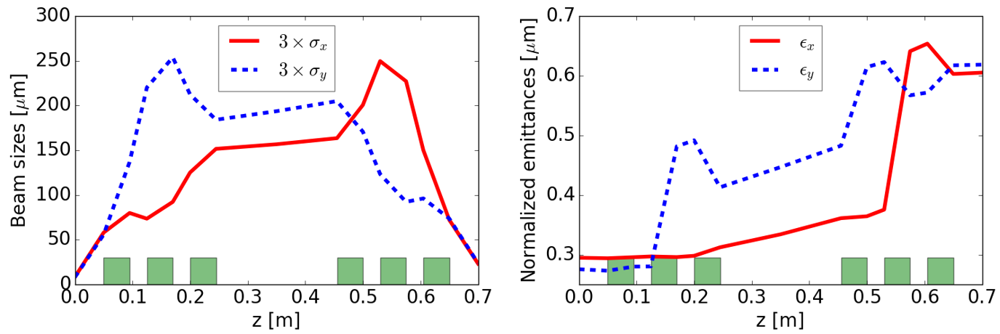 300
250
200
150
100
50
0
Beam sizes [μm]
3 × σx
3 × σy
0.0 0.1 0.2 0.3 0.4 0.5 0.6 0.7
z [m]
0.7
0.6
0.5
0.4
0.3
Normalized emittances [μm]
ϵx
ϵy
0.0 0.1 0.2 0.3 0.4 0.5 0.6 0.7
z [m]